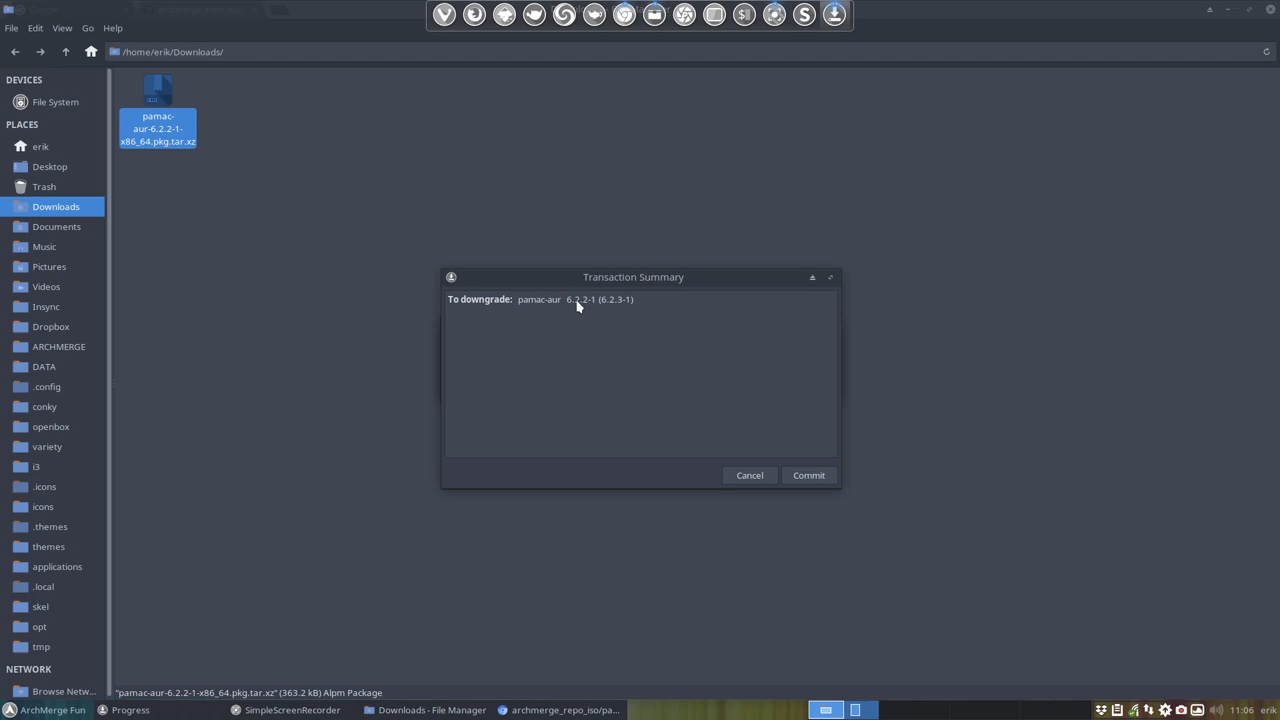 File Edit View Go Help
/home/erik/Downloads/
DEVICES
File System
PLACES
erik
Desktop
Trash
Downloads
Documents
Music
Pictures
Videos
Insync
Dropbox
ARCHMERGE
DATA
.config
conky
openbox
variety
i3
.icons
icons
.themes
themes
applications
.local
skel
opt
tmp
NETWORK
Browse Netw...
pamac-
aur-6.2.2-1-
x86_64.pkg.tar.xz
Transaction Summary
To downgrade: pamac-aur 6.2.2-1 (6.2.3-1)
Cancel Commit
"pamac-aur-6.2.2-1-x86_64.pkg.tar.xz" (363.2 kB) Alpm Package
ArchMerge Fun Progress SimpleScreenRecorder Downloads - File Manager archmerge_repo_iso/pa... 11:06 erik